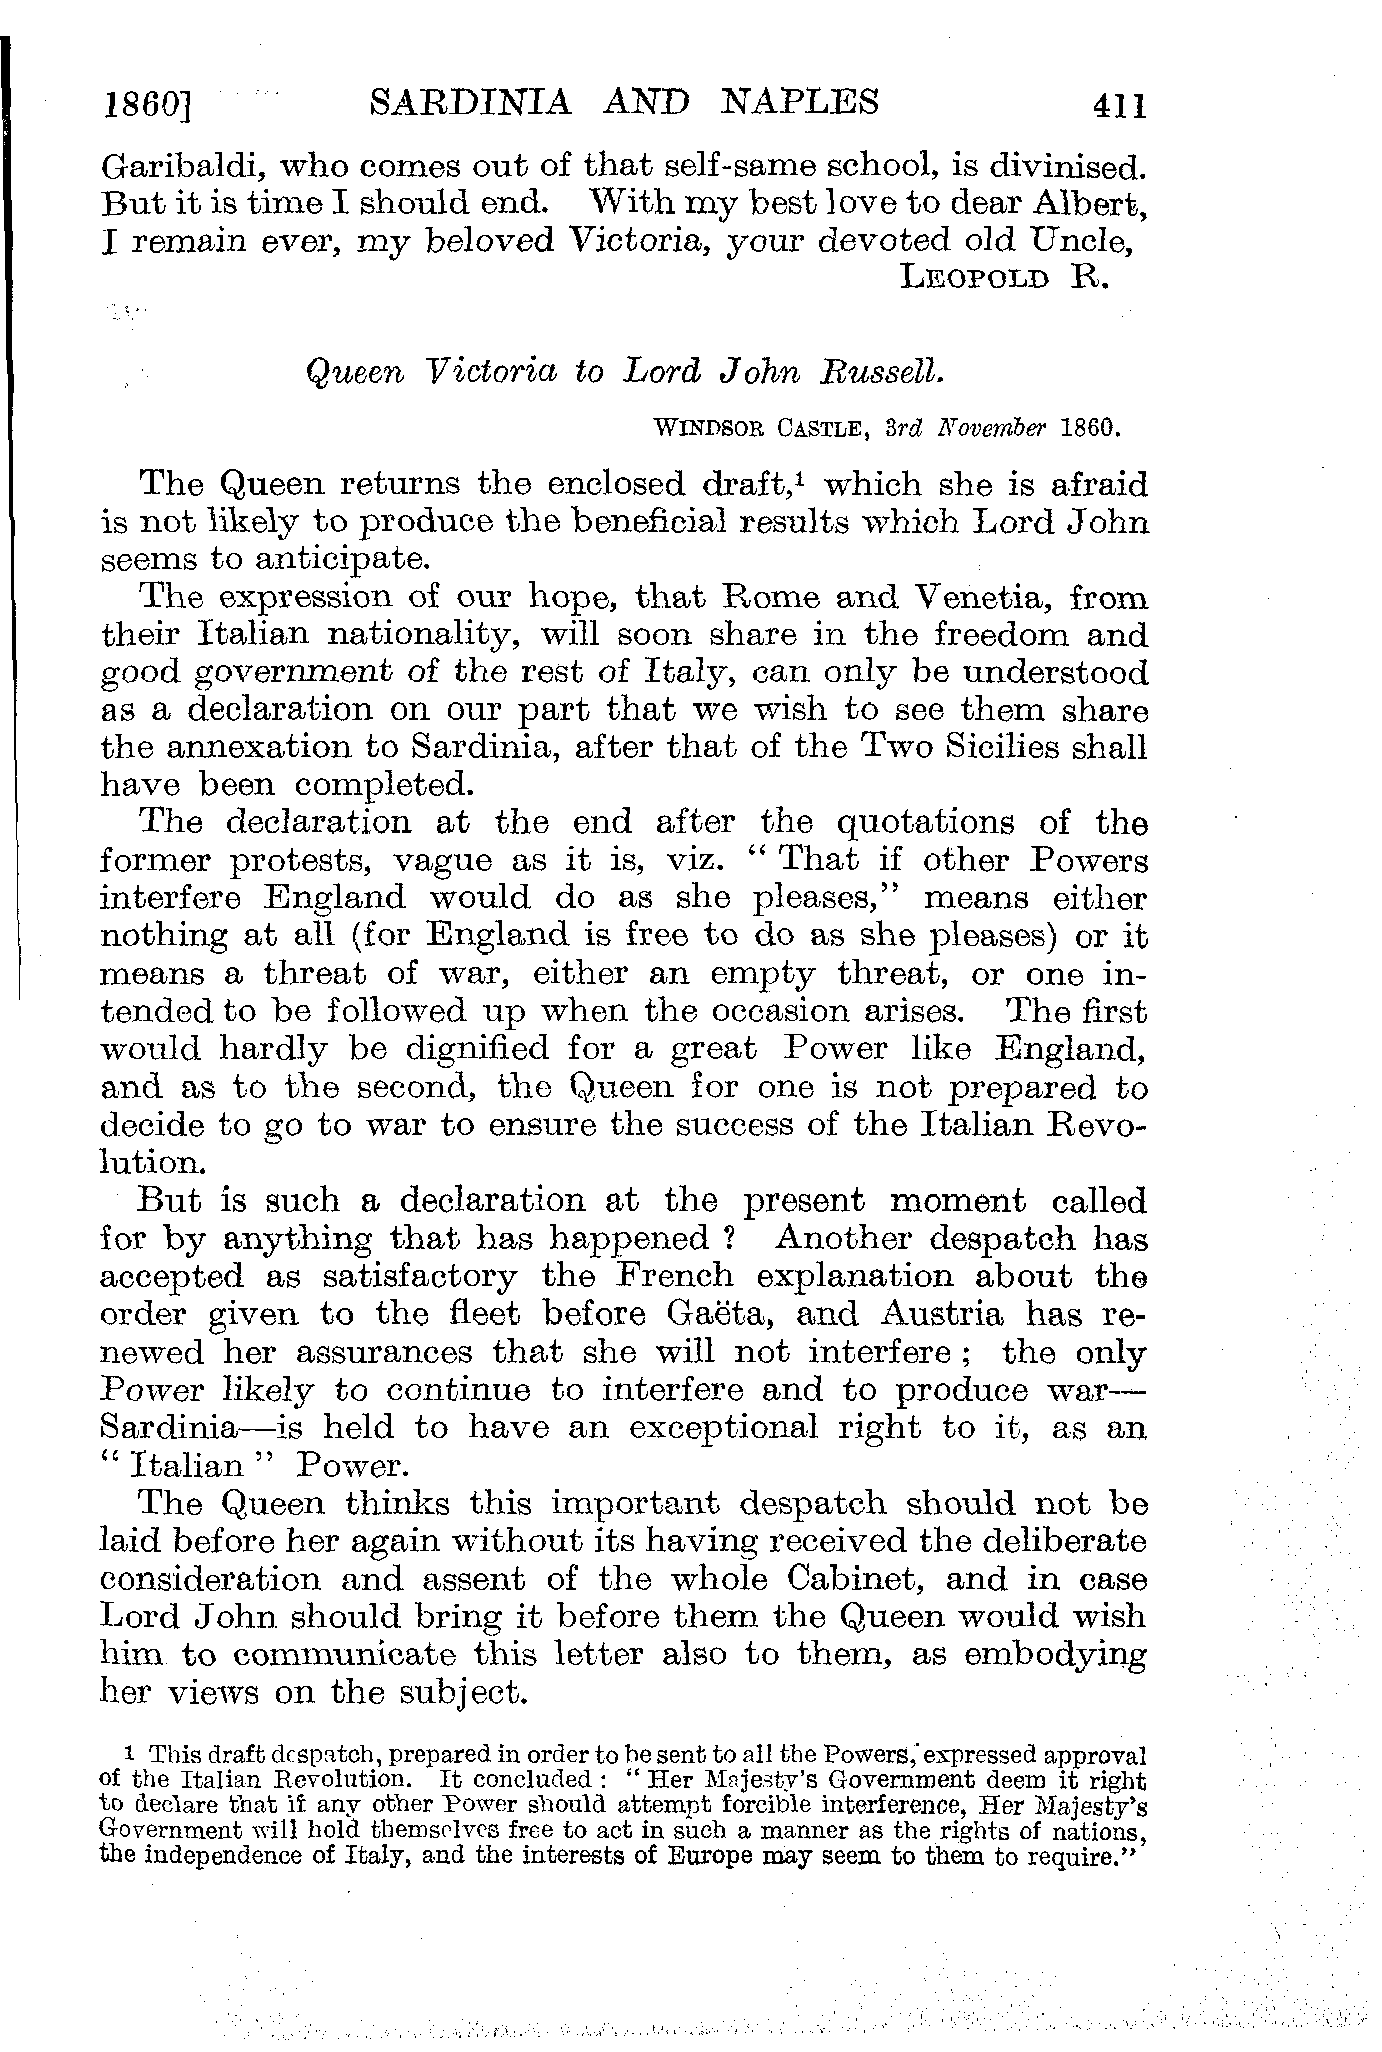 1860] SARDINIA AND NAPLES 411
Garibaldi, who comes out of that self-same school, is divinised.
But it is time I should end. With my best love to dear Albert,
I remain ever, my beloved Victoria, your devoted old Uncle,
LEOPOLD R.
Queen Victoria to Lord John Russell.
WINDSOR CASTLE, 3rd November 1860.
The Queen returns the enclosed draft,¹ which she is afraid
is not likely to produce the beneficial results which Lord John
seems to anticipate.
The expression of our hope, that Rome and Venetia, from
their Italian nationality, will soon share in the freedom and
good government of the rest of Italy, can only be understood
as a declaration on our part that we wish to see them share
the annexation to Sardinia, after that of the Two Sicilies shall
have been completed.
The declaration at the end after the quotations of the
former protests, vague as it is, viz. “ That if other Powers
interfere England would do as she pleases,” means either
nothing at all (for England is free to do as she pleases) or it
means a threat of war, either an empty threat, or one in-
tended to be followed up when the occasion arises. The first
would hardly be dignified for a great Power like England,
and as to the second, the Queen for one is not prepared to
decide to go to war to ensure the success of the Italian Revo-
lution.
But is such a declaration at the present moment called
for by anything that has happened ? Another despatch has
accepted as satisfactory the French explanation about the
order given to the fleet before Gaëta, and Austria has re-
newed her assurances that she will not interfere ; the only
Power likely to continue to interfere and to produce war—
Sardinia—is held to have an exceptional right to it, as an
“ Italian ” Power.
The Queen thinks this important despatch should not be
laid before her again without its having received the deliberate
consideration and assent of the whole Cabinet, and in case
Lord John should bring it before them the Queen would wish
him to communicate this letter also to them, as embodying
her views on the subject.
1 This draft despatch, prepared in order to be sent to all the Powers, expressed approval
of the Italian Revolution. It concluded : “ Her Majesty's Government deem it right
to declare that if any other Power should attempt forcible interference, Her Majesty's
Government will hold themselves free to act in such a manner as the rights of nations,
the independence of Italy, and the interests of Europe may seem to them to require.”